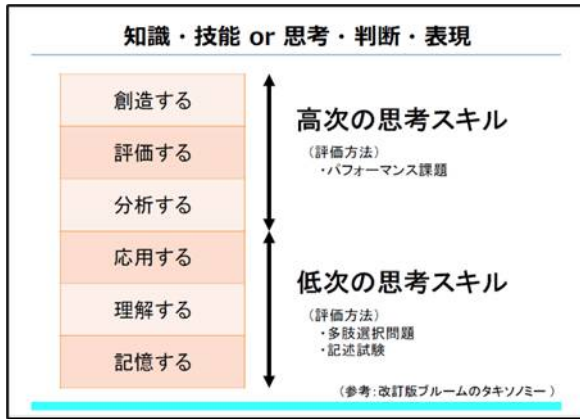 知識・技能 or 思考・判断・表現
創造する
評価する
分析する
応用する
理解する
記憶する
高次の思考スキル
（評価方法）
・パフォーマンス課題
低次の思考スキル
（評価方法）
・多肢選択問題
・記述試験
（参考：改訂版ブルームのタキソノミー）